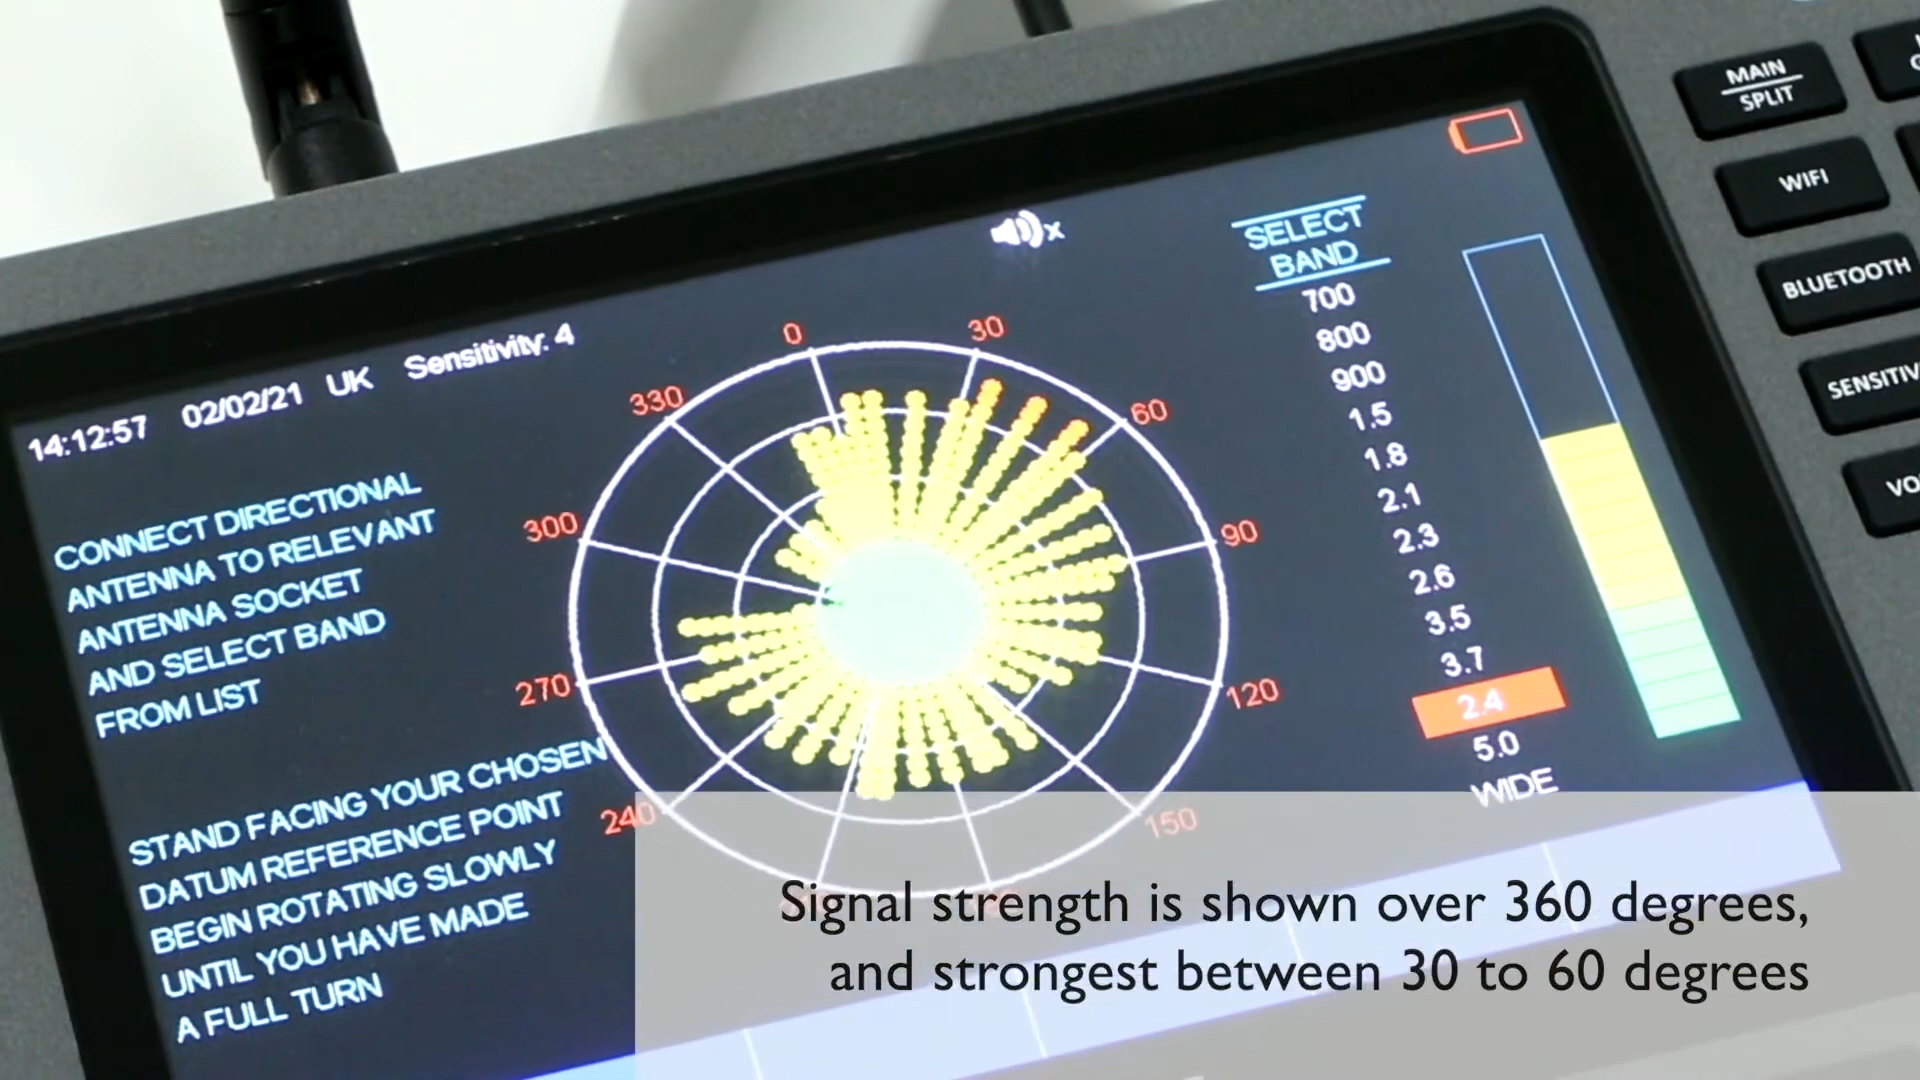 MAIN
SPLIT
WIFI
BLUETOOTH
14:12:57 02/02/21 UK Sensitivity: 4
SELECT
BAND
700
800
900
1.5
1.8
2.1
2.3
2.6
3.5
3.7
2.4
5.0
WIDE
0
30
60
90
120
150
240
270
300
330
CONNECT DIRECTIONAL
ANTENNA TO RELEVANT
ANTENNA SOCKET
AND SELECT BAND
FROM LIST
STAND FACING YOUR CHOSEN
DATUM REFERENCE POINT
BEGIN ROTATING SLOWLY
UNTIL YOU HAVE MADE
A FULL TURN
Signal strength is shown over 360 degrees,
and strongest between 30 to 60 degrees